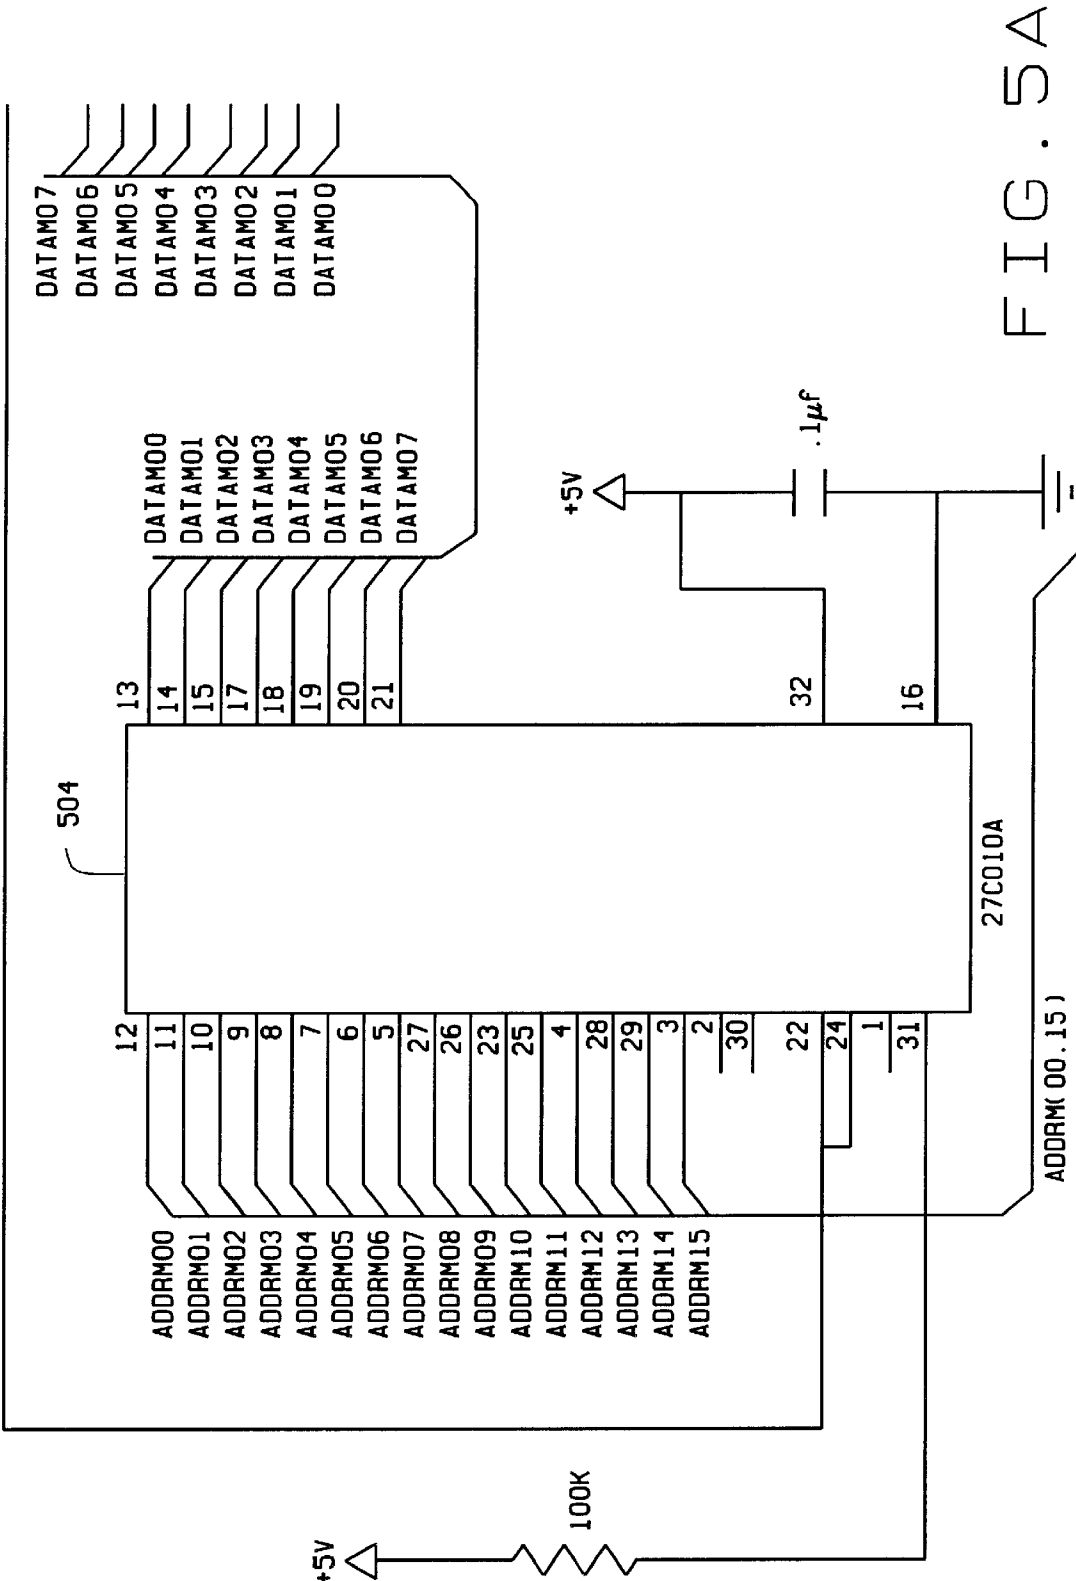 DATAM07
DATAM06
DATAM05
DATAM04
DATAM03
DATAM02
DATAM01
DATAM00
DATAM00
DATAM01
DATAM02
DATAM03
DATAM04
DATAM05
DATAM06
DATAM07
13
14
15
17
18
19
20
21
504
12
11
10
9
8
7
6
5
27
26
23
25
4
28
29
3
2
30
22
24
1
31
32
16
ADDRM00
ADDRM01
ADDRM02
ADDRM03
ADDRM04
ADDRM05
ADDRM06
ADDRM07
ADDRM08
ADDRM09
ADDRM10
ADDRM11
ADDRM12
ADDRM13
ADDRM14
ADDRM15
+5V
.1µf
+5V
100K
27C010A
ADDRM(00.15)
FIG.5A